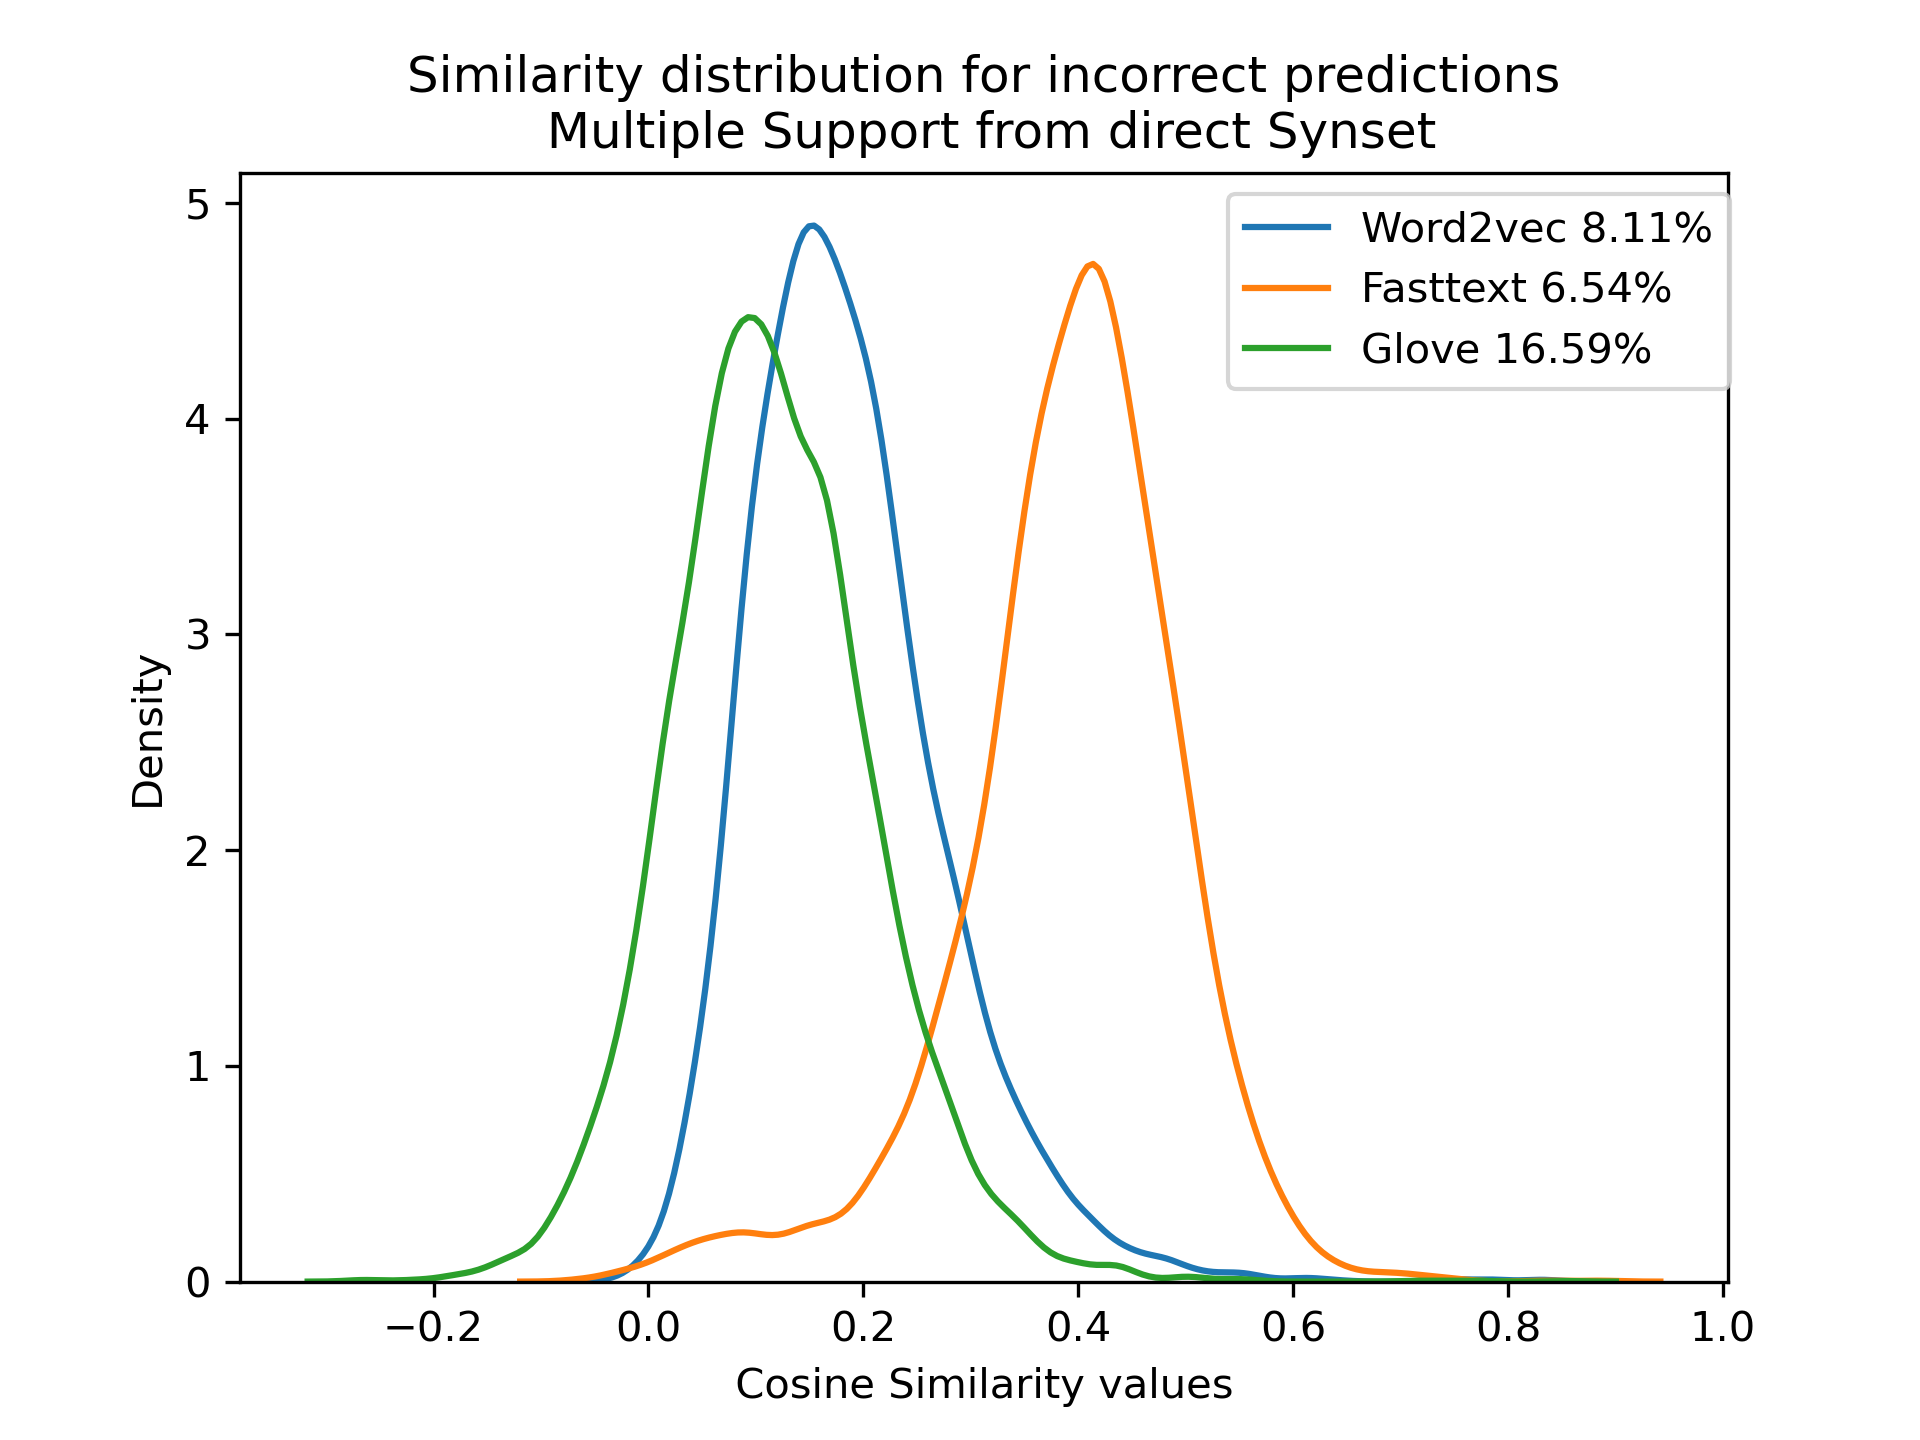 Similarity distribution for incorrect predictions
Multiple Support from direct Synset
5
4
3
2
1
0
Density
Word2vec 8.11%
Fasttext 6.54%
Glove 16.59%
−0.2 0.0 0.2 0.4 0.6 0.8 1.0
Cosine Similarity values